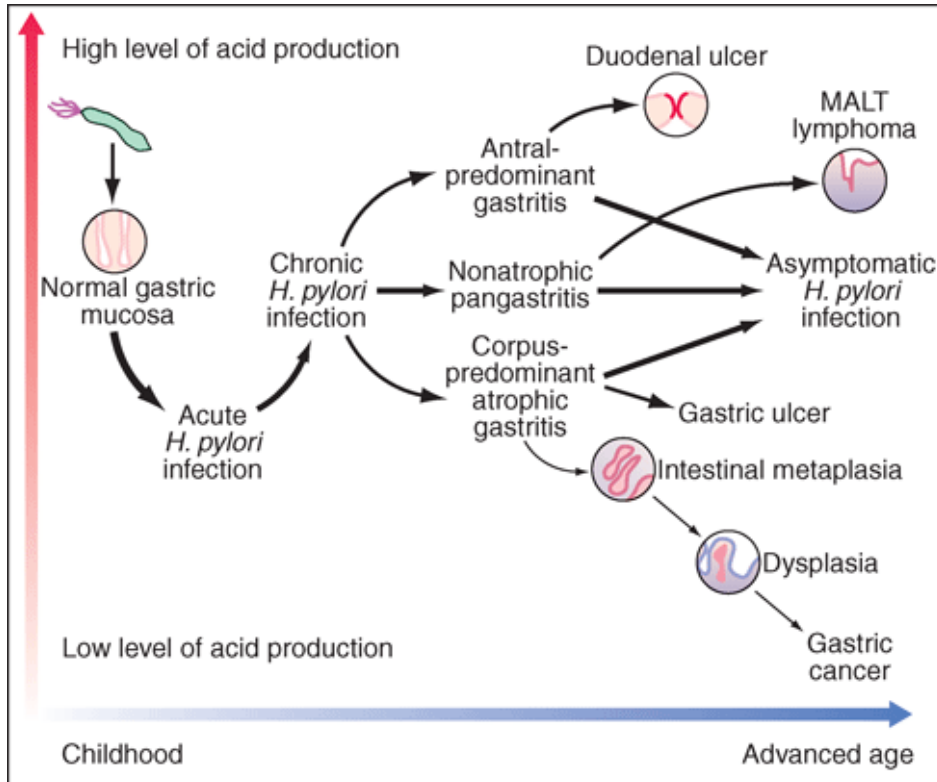 High level of acid production
Duodenal ulcer
MALT
lymphoma
Antral-
predominant
gastritis
Normal gastric
mucosa
Chronic
H. pylori
infection
Nonatrophic
pangastritis
Asymptomatic
H. pylori
infection
Corpus-
predominant
atrophic
gastritis
Acute
H. pylori
infection
Gastric ulcer
Intestinal metaplasia
Dysplasia
Low level of acid production
Gastric
cancer
Childhood
Advanced age